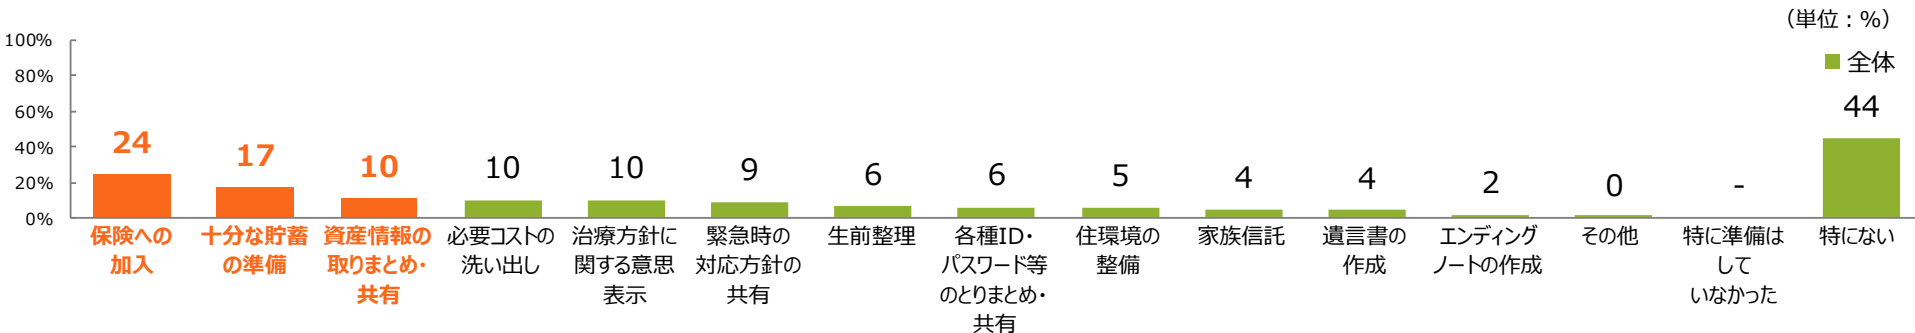 （単位：%）
100%
80%
60%
40%
20%
0%
全体
24
17
10
10
10
9
6
6
5
4
4
2
0
-
44
保険への
加入
十分な貯蓄
の準備
資産情報の
取りまとめ・
共有
必要コストの
洗い出し
治療方針に
関する意思
表示
緊急時の
対応方針の
共有
生前整理
各種ID・
パスワード等
のとりまとめ・
共有
住環境の
整備
家族信託
遺言書の
作成
エンディング
ノートの作成
その他
特に準備は
して
いなかった
特にない